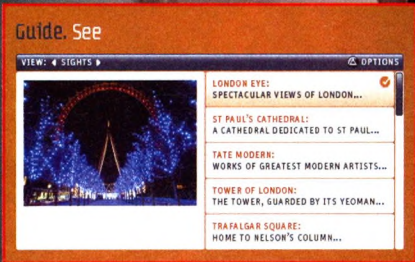 Guide. See
VIEW: SIGHTS
OPTIONS
LONDON EYE:
SPECTACULAR VIEWS OF LONDON...
ST PAUL'S CATHEDRAL:
A CATHEDRAL DEDICATED TO ST PAUL...
TATE MODERN:
WORKS OF GREATEST MODERN ARTISTS...
TOWER OF LONDON:
THE TOWER, GUARDED BY ITS YEOMAN...
TRAFALGAR SQUARE:
HOME TO NELSON'S COLUMN...